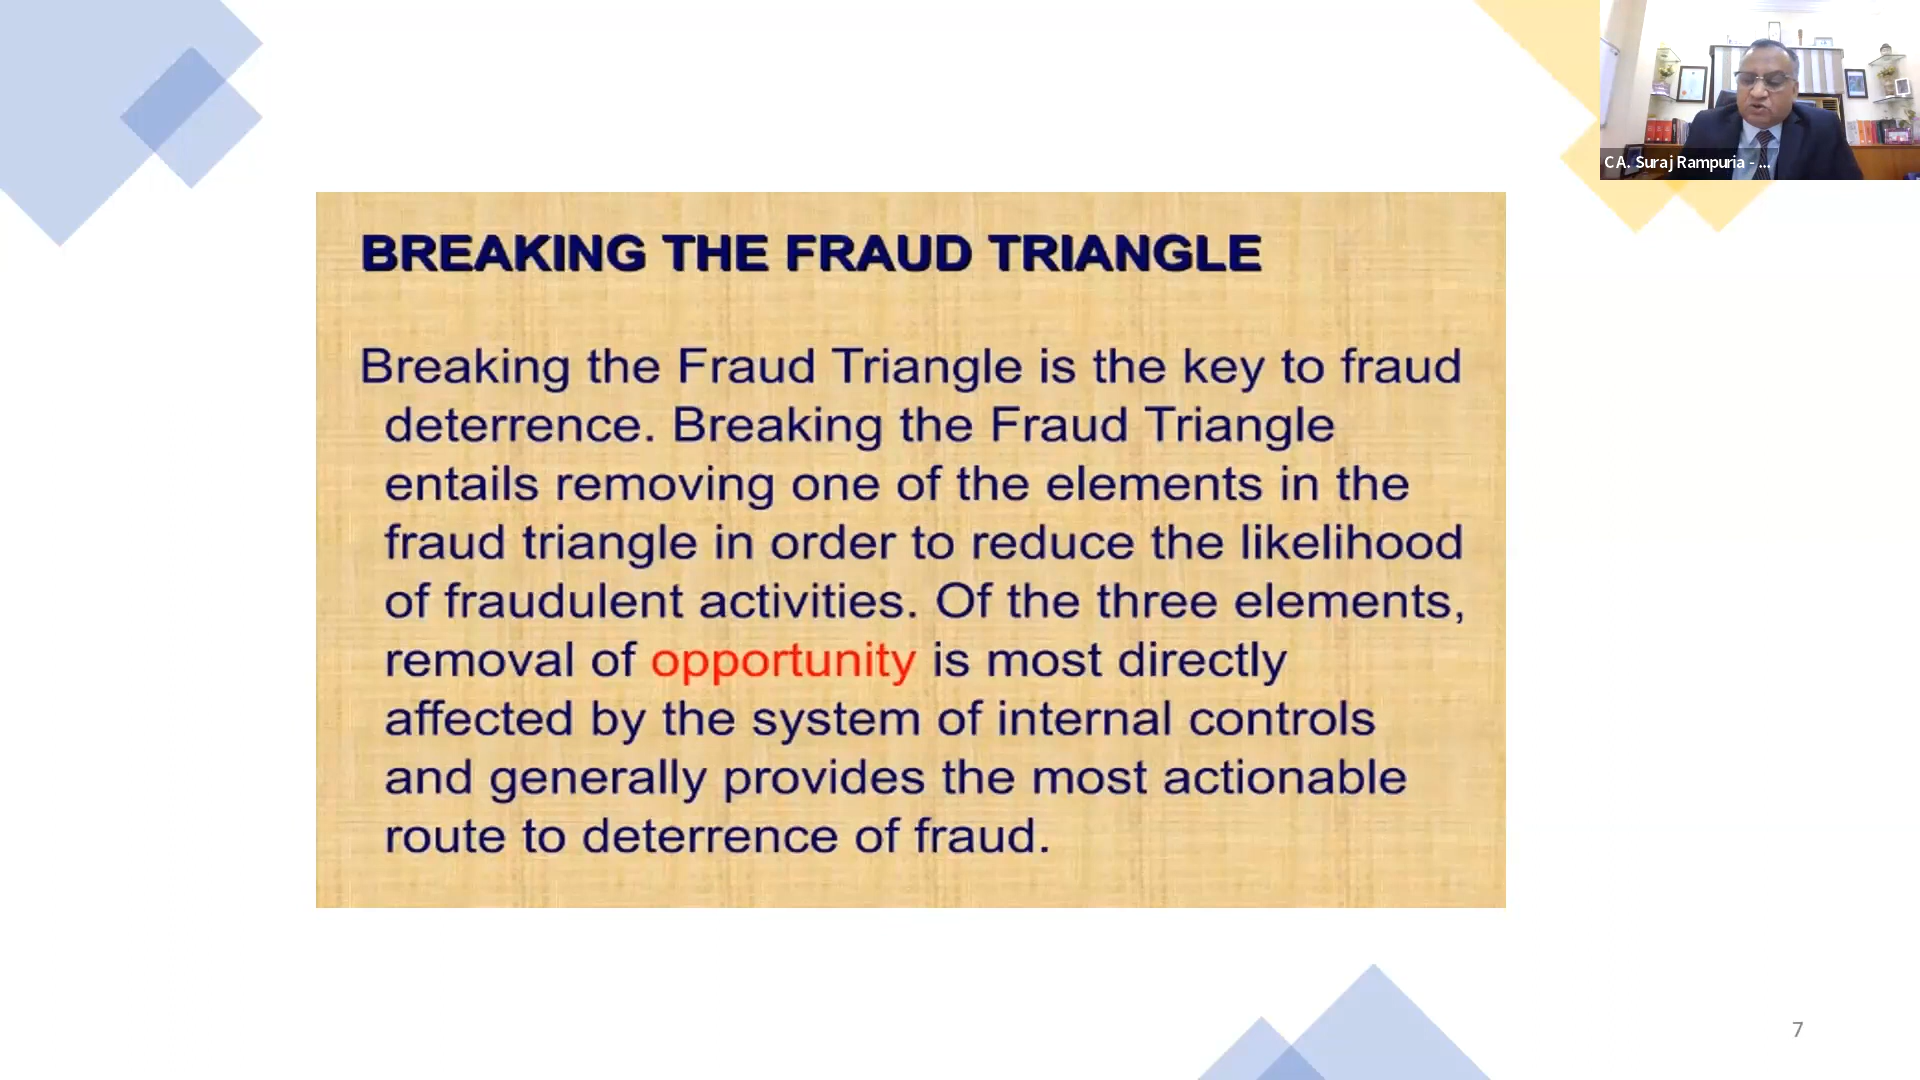 CA. Suraj Rampuria - ...
BREAKING THE FRAUD TRIANGLE
Breaking the Fraud Triangle is the key to fraud
deterrence. Breaking the Fraud Triangle
entails removing one of the elements in the
fraud triangle in order to reduce the likelihood
of fraudulent activities. Of the three elements,
removal of opportunity is most directly
affected by the system of internal controls
and generally provides the most actionable
route to deterrence of fraud.
7